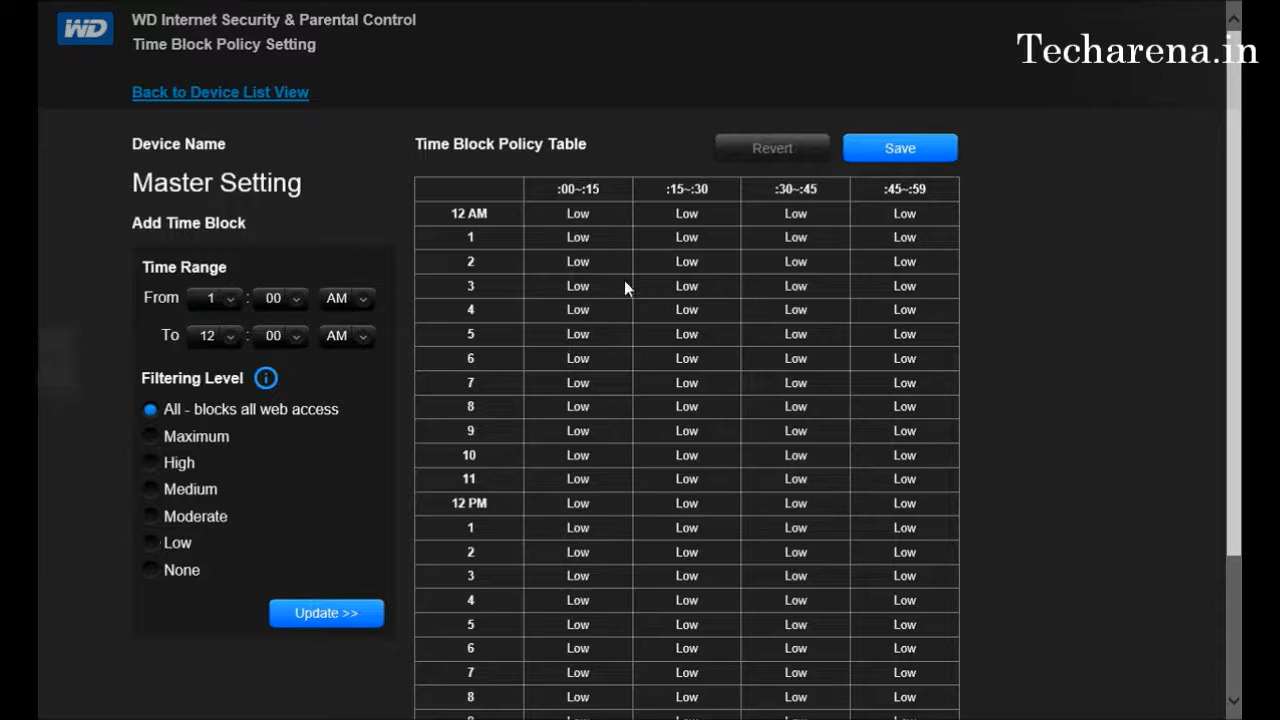 WD
WD Internet Security & Parental Control
Time Block Policy Setting
Techarena.in
Back to Device List View
Device Name
Master Setting
Add Time Block
Time Range
From 1 : 00 AM
To 12 : 00 AM
Filtering Level i
All - blocks all web access
Maximum
High
Medium
Moderate
Low
None
Update >>
Time Block Policy Table
Revert
Save
:00~:15 :15~:30 :30~:45 :45~:59
12 AM Low Low Low Low
1 Low Low Low Low
2 Low Low Low Low
3 Low Low Low Low
4 Low Low Low Low
5 Low Low Low Low
6 Low Low Low Low
7 Low Low Low Low
8 Low Low Low Low
9 Low Low Low Low
10 Low Low Low Low
11 Low Low Low Low
12 PM Low Low Low Low
1 Low Low Low Low
2 Low Low Low Low
3 Low Low Low Low
4 Low Low Low Low
5 Low Low Low Low
6 Low Low Low Low
7 Low Low Low Low
8 Low Low Low Low